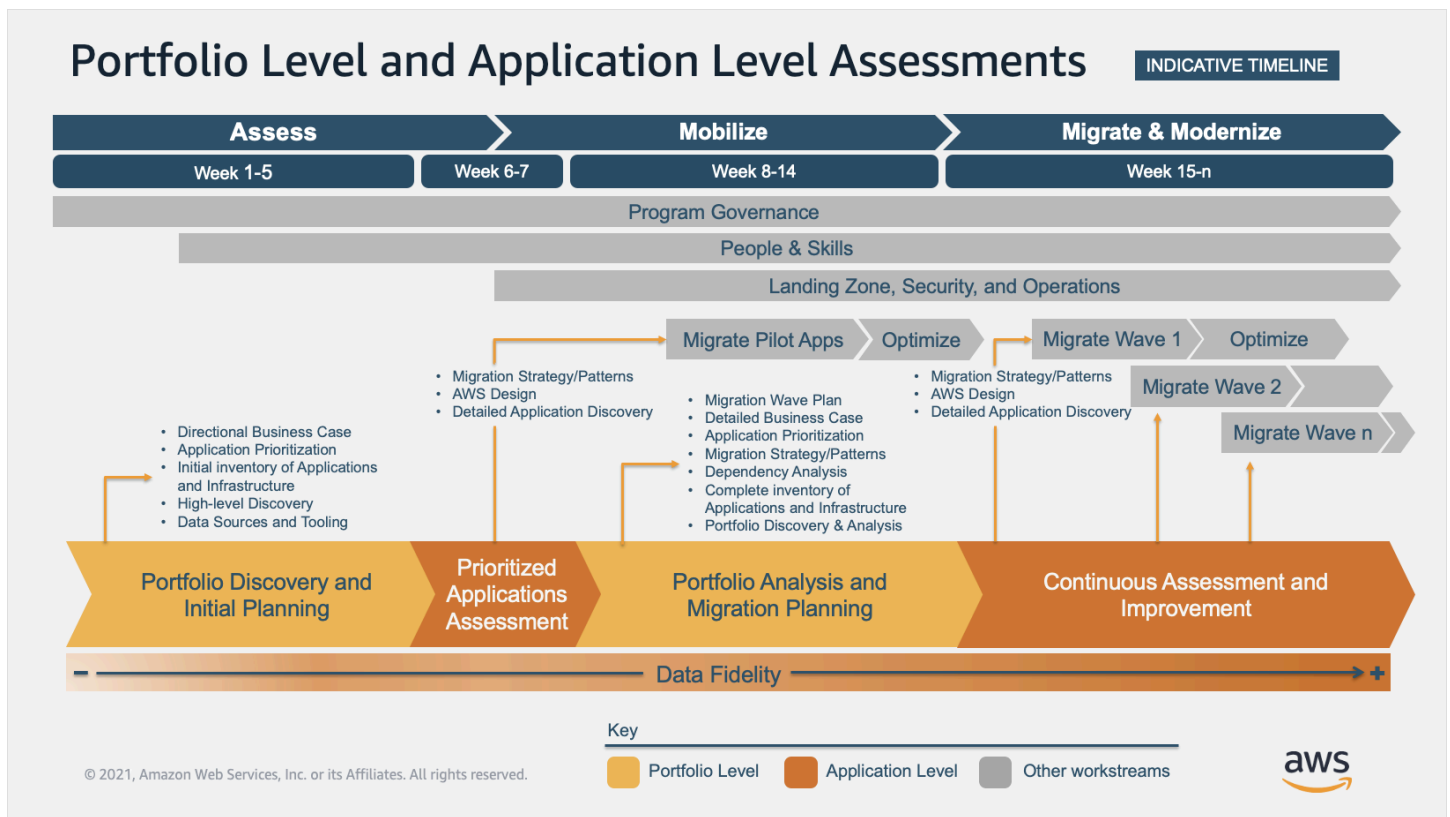 Portfolio Level and Application Level Assessments
INDICATIVE TIMELINE
Assess
Mobilize
Migrate & Modernize
Week 1-5
Week 6-7
Week 8-14
Week 15-n
Program Governance
People & Skills
Landing Zone, Security, and Operations
Migrate Pilot Apps
Optimize
Migrate Wave 1
Optimize
Migrate Wave 2
Migrate Wave n
• Migration Strategy/Patterns
• AWS Design
• Detailed Application Discovery
• Migration Strategy/Patterns
• AWS Design
• Detailed Application Discovery
• Directional Business Case
• Application Prioritization
• Initial inventory of Applications
and Infrastructure
• High-level Discovery
• Data Sources and Tooling
• Migration Wave Plan
• Detailed Business Case
• Application Prioritization
• Migration Strategy/Patterns
• Dependency Analysis
• Complete inventory of
Applications and Infrastructure
• Portfolio Discovery & Analysis
Portfolio Discovery and
Initial Planning
Prioritized
Applications
Assessment
Portfolio Analysis and
Migration Planning
Continuous Assessment and
Improvement
- Data Fidelity +
Key
Portfolio Level
Application Level
Other workstreams
© 2021, Amazon Web Services, Inc. or its Affiliates. All rights reserved.
aws